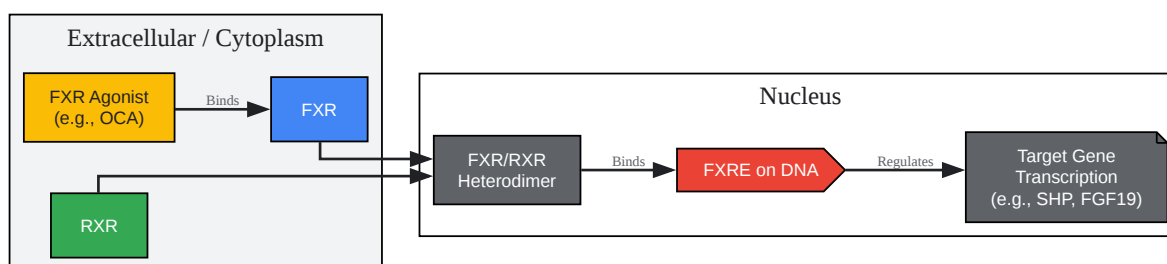 Extracellular / Cytoplasm
FXR Agonist
(e.g., OCA)
Binds
FXR
RXR
Nucleus
FXR/RXR
Heterodimer
Binds
FXRE on DNA
Regulates
Target Gene
Transcription
(e.g., SHP, FGF19)